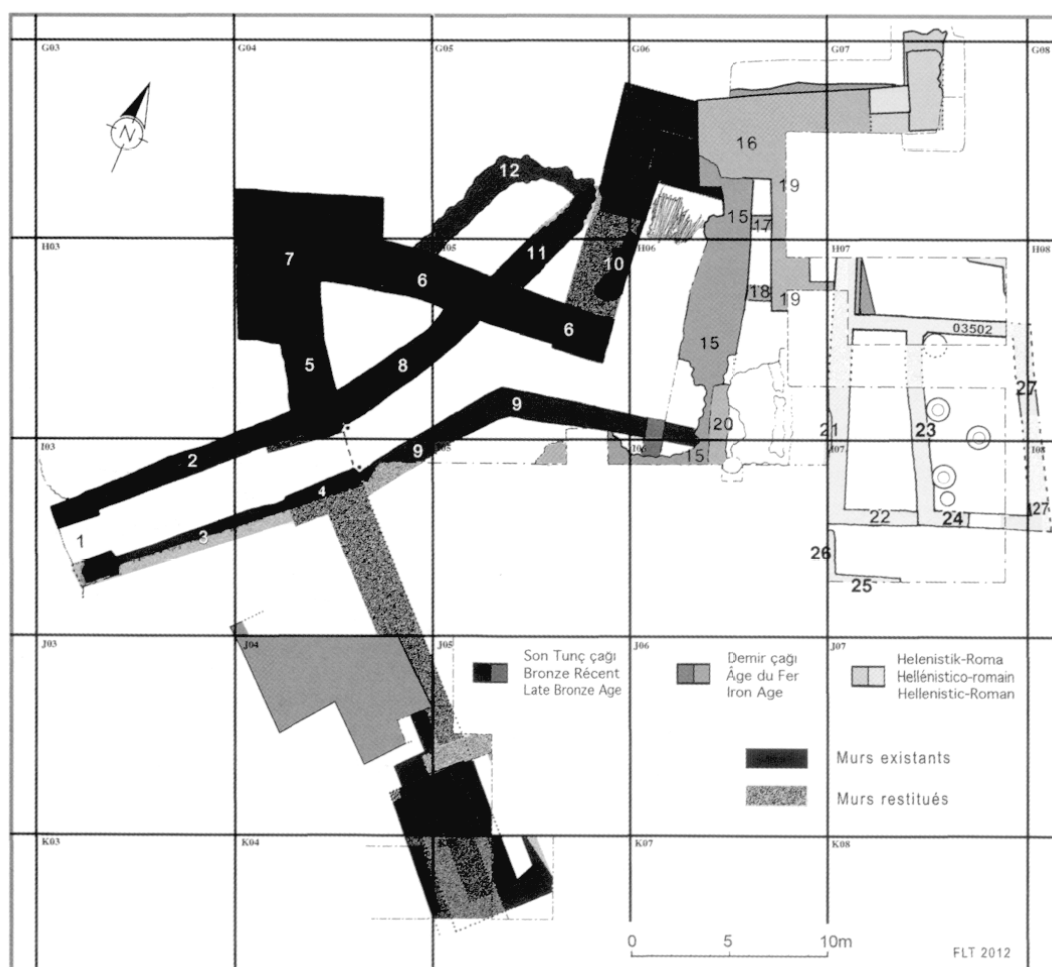 G03 G04 G05 G06 G07 G08
N
12
16
19
15
17
H03 H05 H06 H07
7
6
11
10
18
19
6
03502
5
8
15
27
9
I03 9 I05 I06 15 20 21 I07 23 I08
2
4
22
24
27
1
3
26
25
J03 J04 J05 J06 J07
Son Tunç çağı
Bronze Récent
Late Bronze Age
Demir çağı
Âge du Fer
Iron Age
Helenistik-Roma
Hellénistico-romain
Hellenistic-Roman
Murs existants
Murs restitués
K03 K04 K07 K08
0 5 10m
FLT 2012